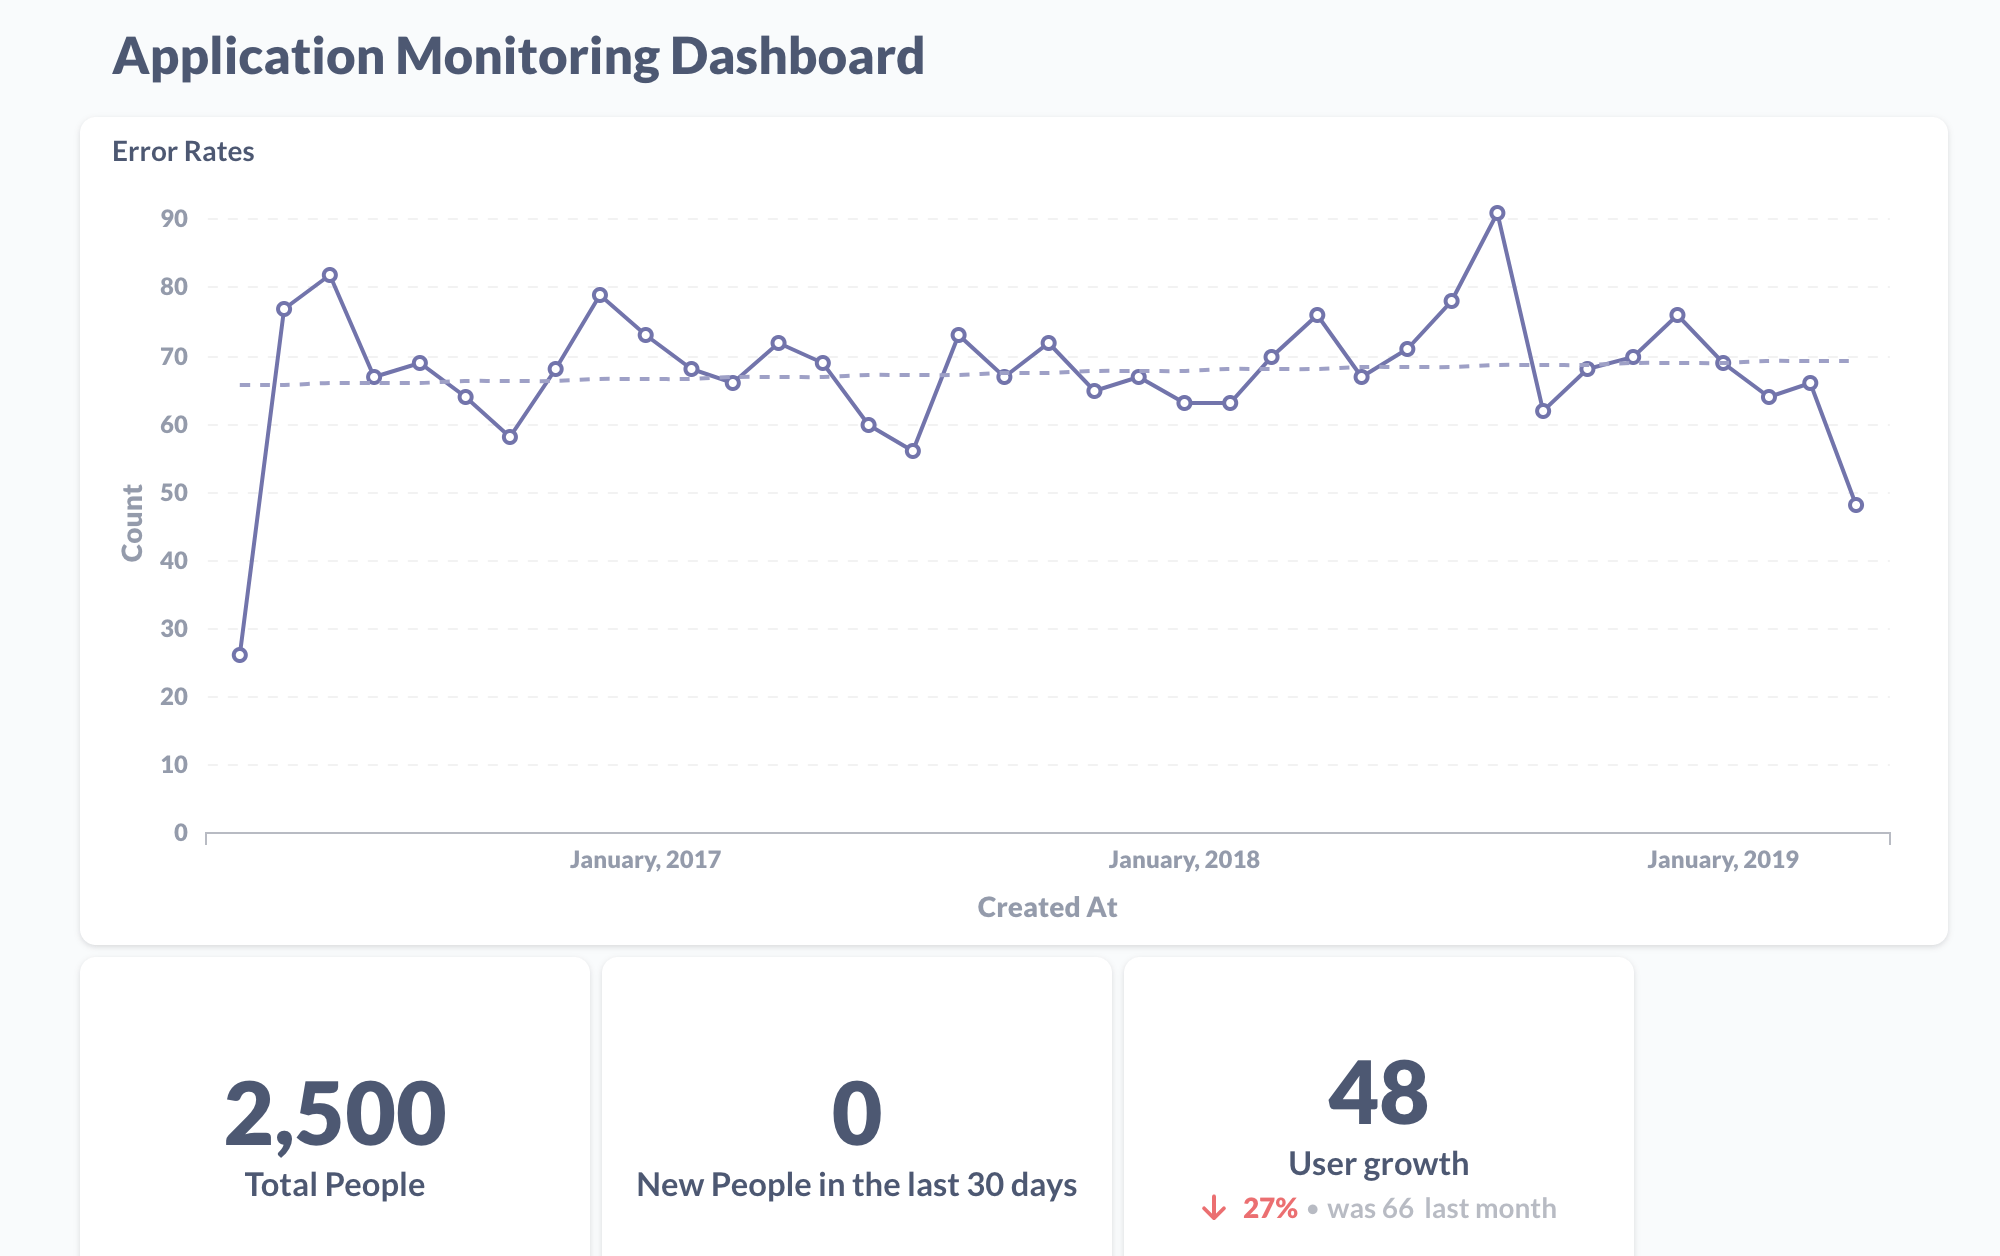 Application Monitoring Dashboard
Error Rates
90
80
70
60
50
40
30
20
10
0
Count
January, 2017
January, 2018
January, 2019
Created At
2,500
Total People
0
New People in the last 30 days
48
User growth
27% • was 66 last month